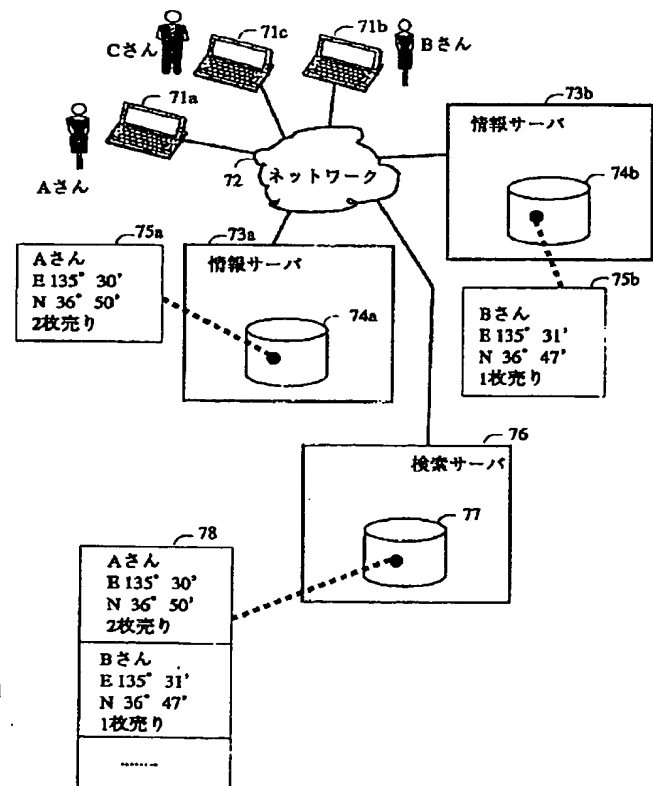 71c
71b
Cさん
Bさん
71a
Aさん
72
ネットワーク
73b
情報サーバ
74b
75a
Aさん
E 135° 30'
N 36° 50'
2枚売り
73a
情報サーバ
74a
75b
Bさん
E 135° 31'
N 36° 47'
1枚売り
76
検索サーバ
77
78
Aさん
E 135° 30'
N 36° 50'
2枚売り
Bさん
E 135° 31'
N 36° 47'
1枚売り
.......